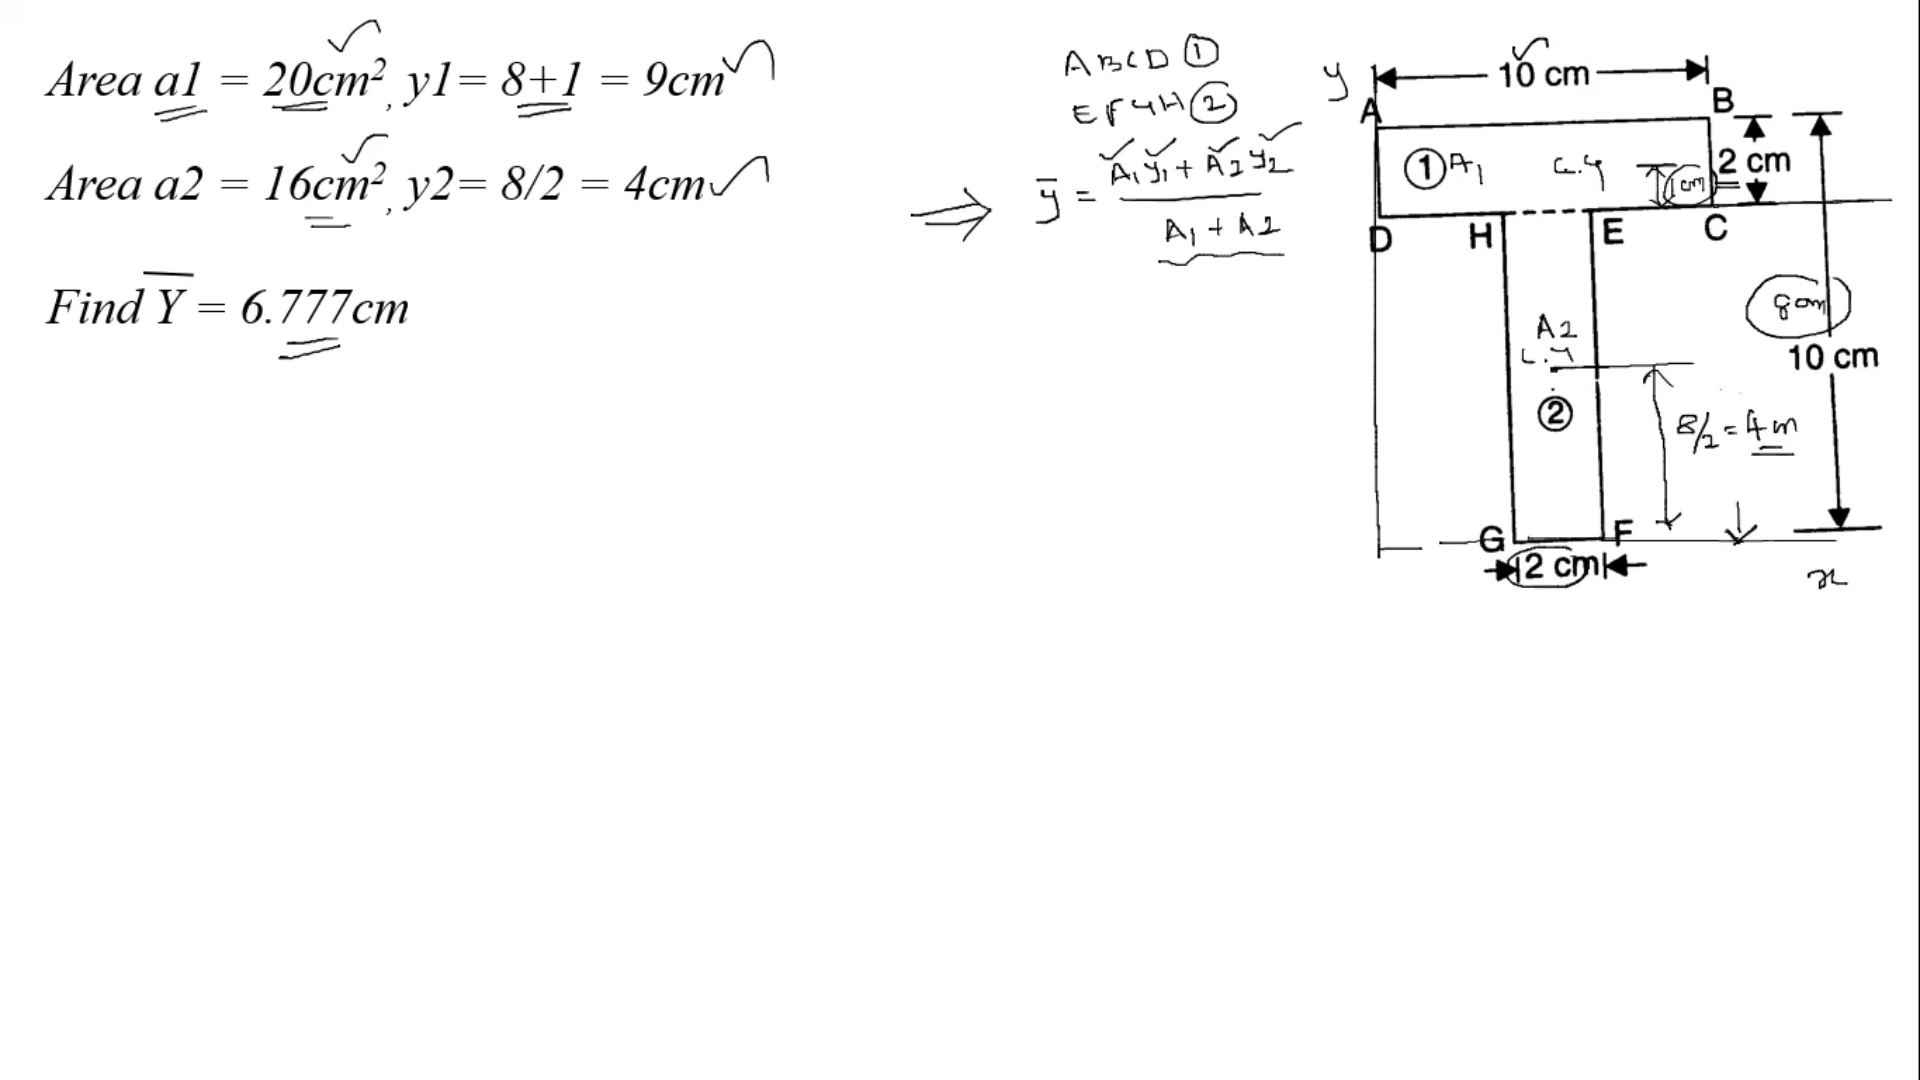 Area a1 = 20cm², y1= 8+1 = 9cm
Area a2 = 16cm², y2= 8/2 = 4cm
Find Y̅ = 6.777cm
ABCD ①
EFGH ②
ȳ = A₁y₁ + A2y2 / A₁ + A2
y
10 cm
A
B
① A₁
C.G
1cm
2 cm
D
H
E
C
8cm
A2
C.G
10 cm
②
8/2 = 4m
G
F
2 cm
x